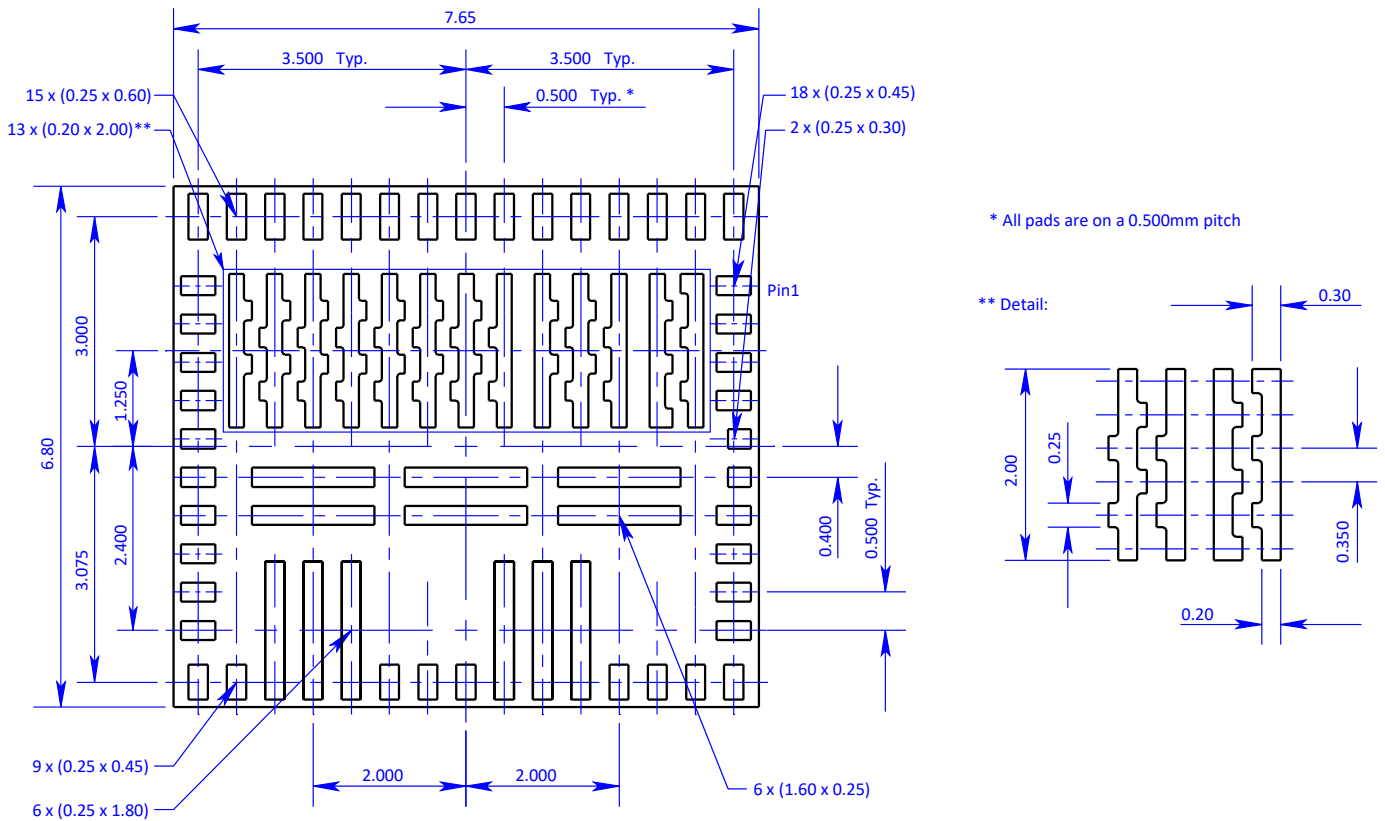 7.65
3.500 Typ.
3.500 Typ.
15 x (0.25 x 0.60)
0.500 Typ. *
18 x (0.25 x 0.45)
13 x (0.20 x 2.00)**
2 x (0.25 x 0.30)
* All pads are on a 0.500mm pitch
Pin1
** Detail:
0.30
3.000
1.250
6.80
2.00
0.25
0.350
0.20
3.075
2.400
0.400
0.500 Typ.
9 x (0.25 x 0.45)
2.000
2.000
6 x (1.60 x 0.25)
6 x (0.25 x 1.80)